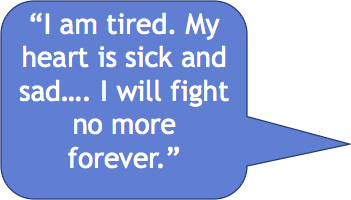 “I am tired. My
heart is sick and
sad…. I will fight
no more
forever.”